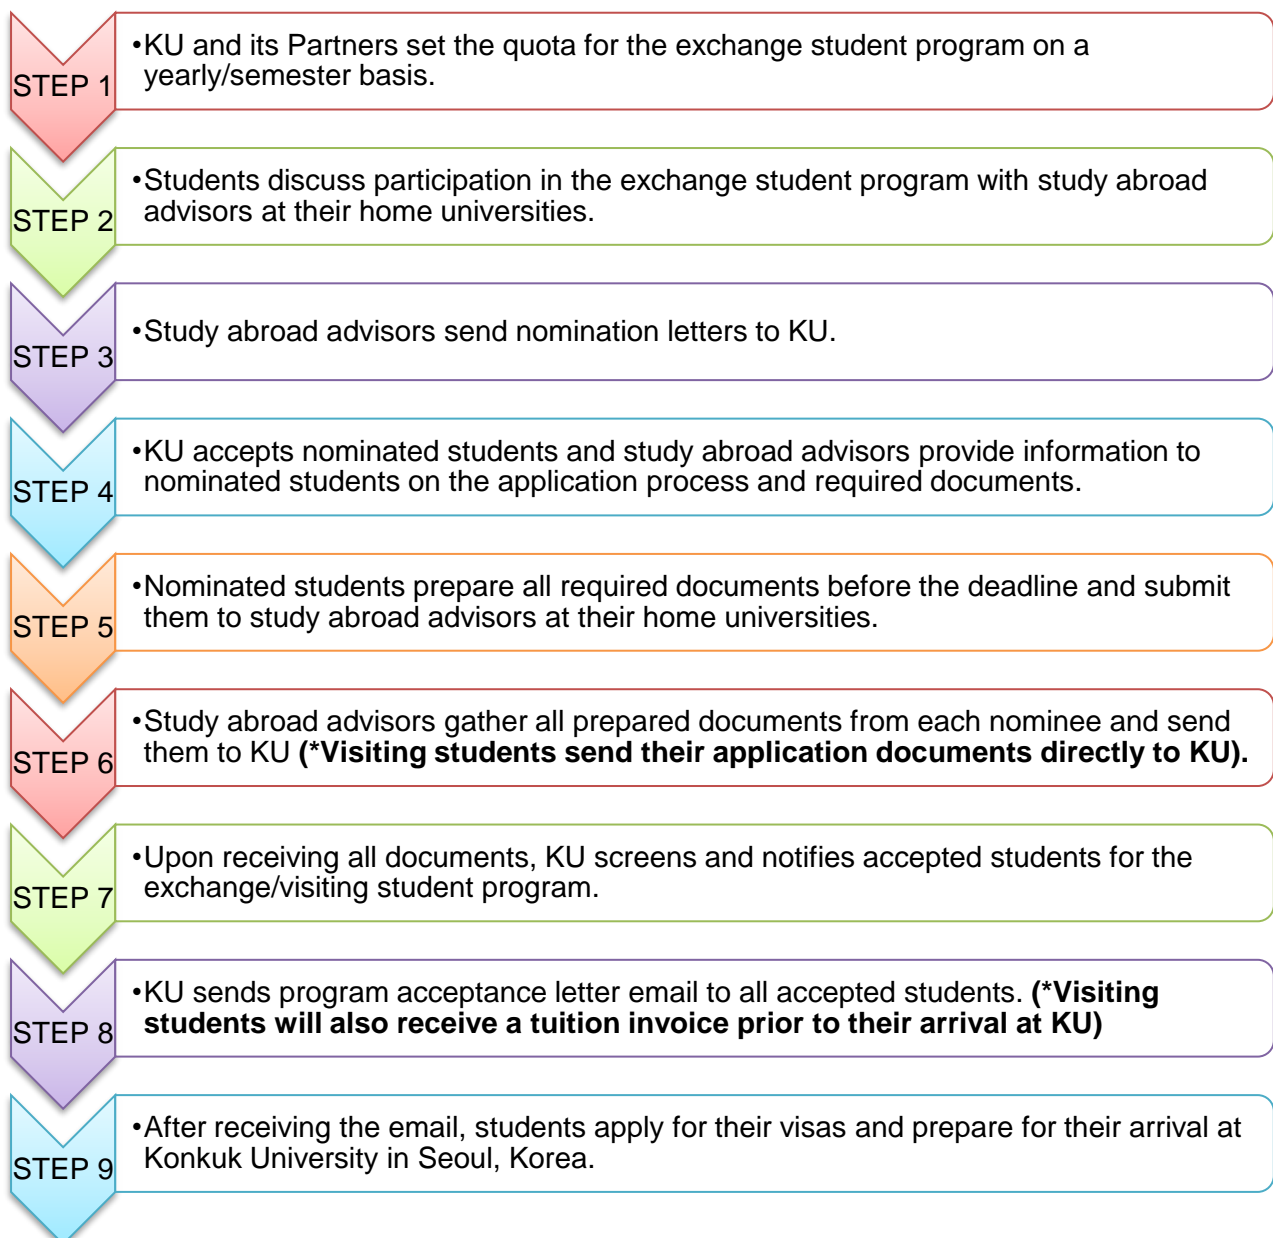 STEP 1
•KU and its Partners set the quota for the exchange student program on a
yearly/semester basis.
STEP 2
•Students discuss participation in the exchange student program with study abroad
advisors at their home universities.
STEP 3
•Study abroad advisors send nomination letters to KU.
STEP 4
•KU accepts nominated students and study abroad advisors provide information to
nominated students on the application process and required documents.
STEP 5
•Nominated students prepare all required documents before the deadline and submit
them to study abroad advisors at their home universities.
STEP 6
•Study abroad advisors gather all prepared documents from each nominee and send
them to KU (*Visiting students send their application documents directly to KU).
STEP 7
•Upon receiving all documents, KU screens and notifies accepted students for the
exchange/visiting student program.
STEP 8
•KU sends program acceptance letter email to all accepted students. (*Visiting
students will also receive a tuition invoice prior to their arrival at KU)
STEP 9
•After receiving the email, students apply for their visas and prepare for their arrival at
Konkuk University in Seoul, Korea.